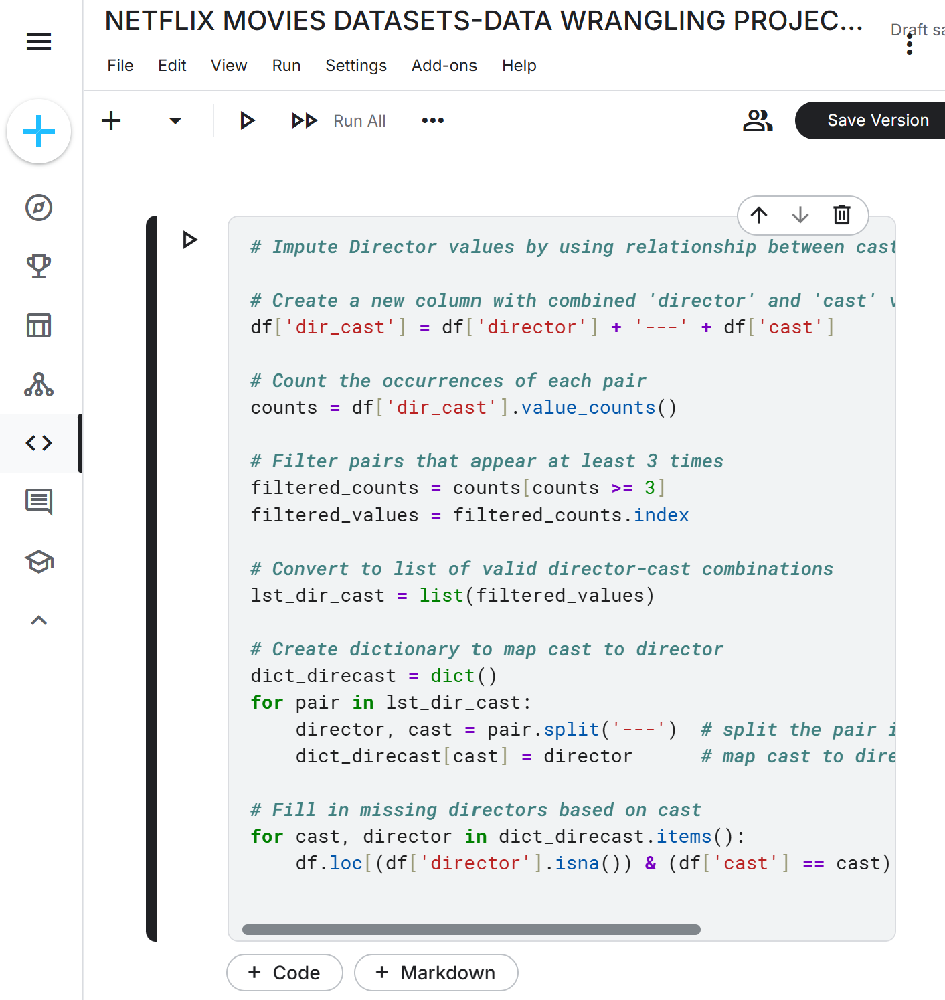 NETFLIX MOVIES DATASETS-DATA WRANGLING PROJEC...
Draft sa
File Edit View Run Settings Add-ons Help
Run All
Save Version
# Impute Director values by using relationship between cast
# Create a new column with combined 'director' and 'cast' v
df['dir_cast'] = df['director'] + '---' + df['cast']
# Count the occurrences of each pair
counts = df['dir_cast'].value_counts()
# Filter pairs that appear at least 3 times
filtered_counts = counts[counts >= 3]
filtered_values = filtered_counts.index
# Convert to list of valid director-cast combinations
lst_dir_cast = list(filtered_values)
# Create dictionary to map cast to director
dict_direcast = dict()
for pair in lst_dir_cast:
    director, cast = pair.split('---')  # split the pair i
    dict_direcast[cast] = director      # map cast to dire
# Fill in missing directors based on cast
for cast, director in dict_direcast.items():
    df.loc[(df['director'].isna()) & (df['cast'] == cast)
+ Code + Markdown